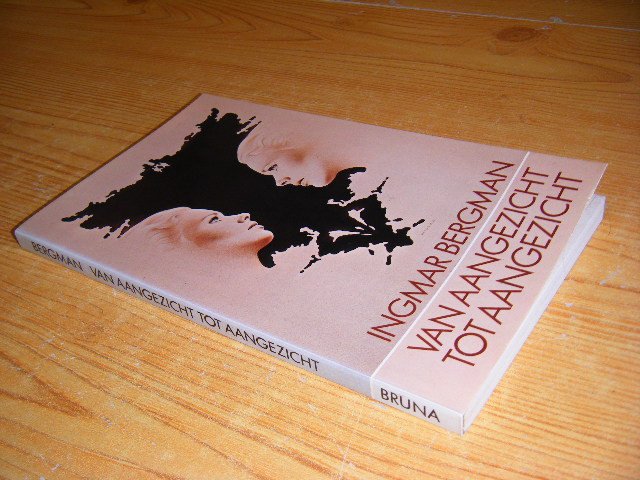 INGMAR BERGMAN
VAN AANGEZICHT
TOT AANGEZICHT
BERGMAN VAN AANGEZICHT TOT AANGEZICHT
BRUNA